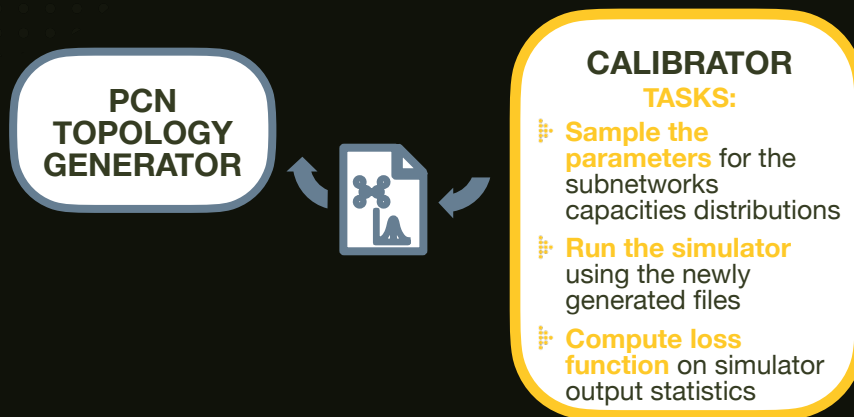 PCN
TOPOLOGY
GENERATOR
CALIBRATOR
TASKS:
Sample the
parameters for the
subnetworks
capacities distributions
Run the simulator
using the newly
generated files
Compute loss
function on simulator
output statistics